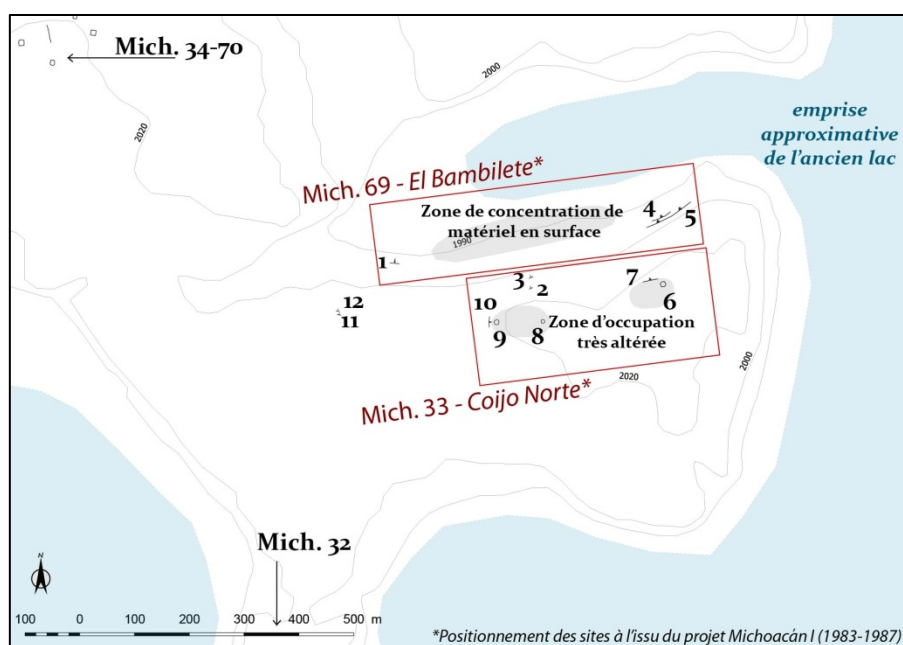 Mich. 34-70
2000
2020
emprise
approximative
de l'ancien lac
Mich. 69 - El Bambilete*
Zone de concentration de
matériel en surface
4
5
1990
1
3
2
7
6
12
11
10
9
8
Zone d'occupation
très altérée
2000
2020
Mich. 33 - Coijo Norte*
Mich. 32
N
100 0 100 200 300 400 500 m
*Positionnement des sites à l'issu du projet Michoacán I (1983-1987)